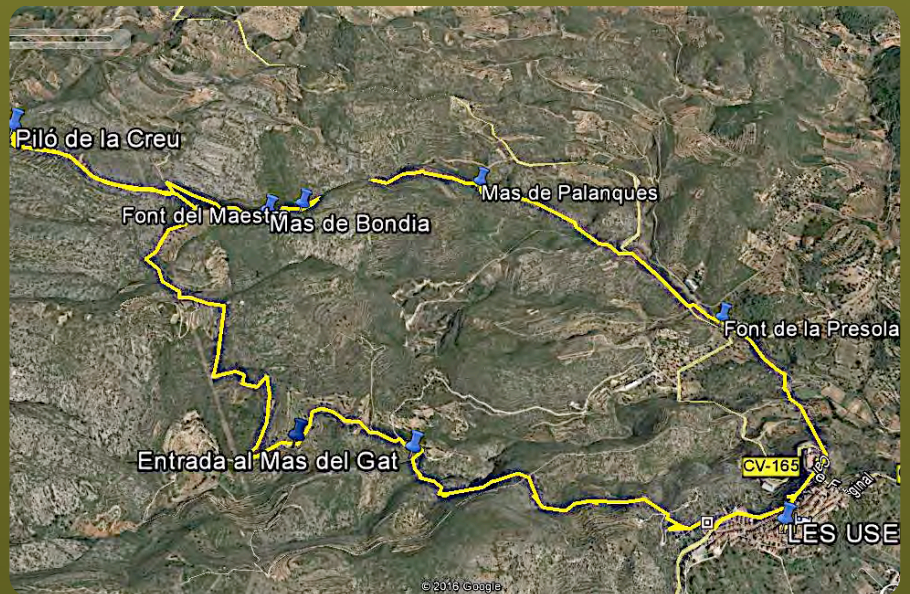 Piló de la Creu
Mas de Palanques
Font del Maestr
Mas de Bondia
Font de la Presola
Entrada al Mas del Gat
CV-165
LES USE
© 2016 Google